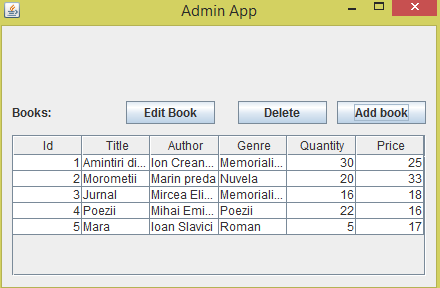 Admin App
Books: Edit Book Delete Add book
Id Title Author Genre Quantity Price
1 Amintiri di... Ion Crean... Memoriali... 30 25
2 Morometii Marin preda Nuvela 20 33
3 Jurnal Mircea Eli... Memoriali... 16 18
4 Poezii Mihai Emi... Poezii 22 16
5 Mara Ioan Slavici Roman 5 17